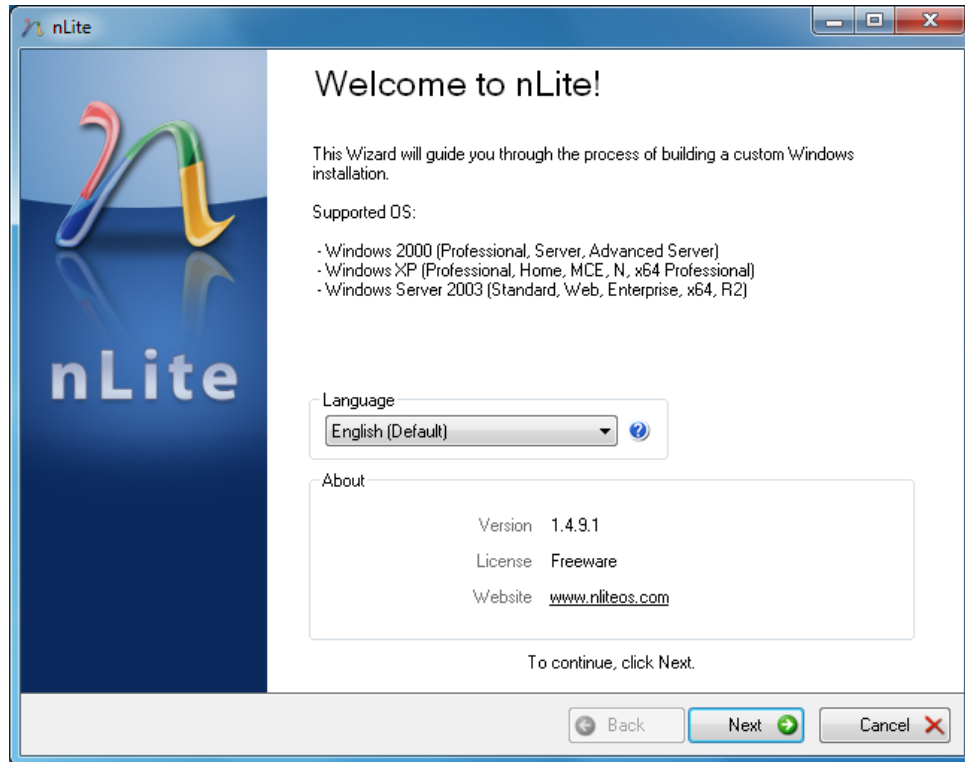 nLite
Welcome to nLite!
This Wizard will guide you through the process of building a custom Windows
installation.
Supported OS:
- Windows 2000 (Professional, Server, Advanced Server)
- Windows XP (Professional, Home, MCE, N, x64 Professional)
- Windows Server 2003 (Standard, Web, Enterprise, x64, R2)
nLite
Language
English (Default)
About
Version 1.4.9.1
License Freeware
Website www.nliteos.com
To continue, click Next.
Back Next Cancel